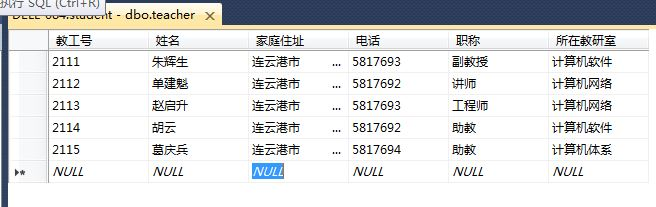 执行 SQL (Ctrl+R)
DELL-084.student - dbo.teacher
教工号 姓名 家庭住址 电话 职称 所在教研室
2111 朱辉生 连云港市 ... 5817693 副教授 计算机软件
2112 单建魁 连云港市 ... 5817692 讲师 计算机网络
2113 赵启升 连云港市 ... 5817693 工程师 计算机网络
2114 胡云 连云港市 ... 5817692 助教 计算机软件
2115 葛庆兵 连云港市 ... 5817694 助教 计算机体系
NULL NULL NULL NULL NULL NULL